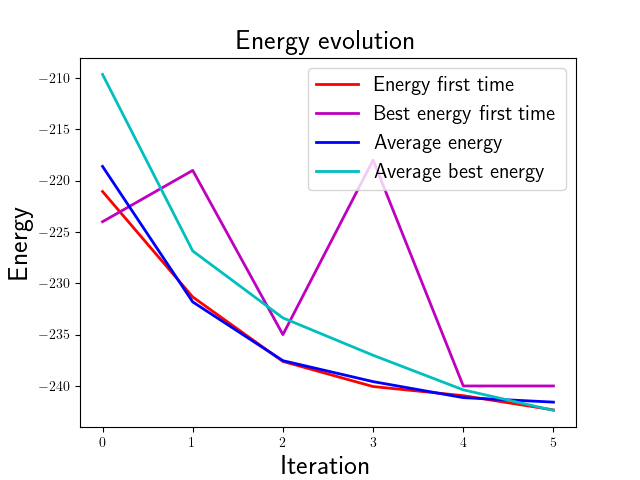 Energy evolution
Energy first time
Best energy first time
Average energy
Average best energy
Energy
−210
−215
−220
−225
−230
−235
−240
0 1 2 3 4 5
Iteration